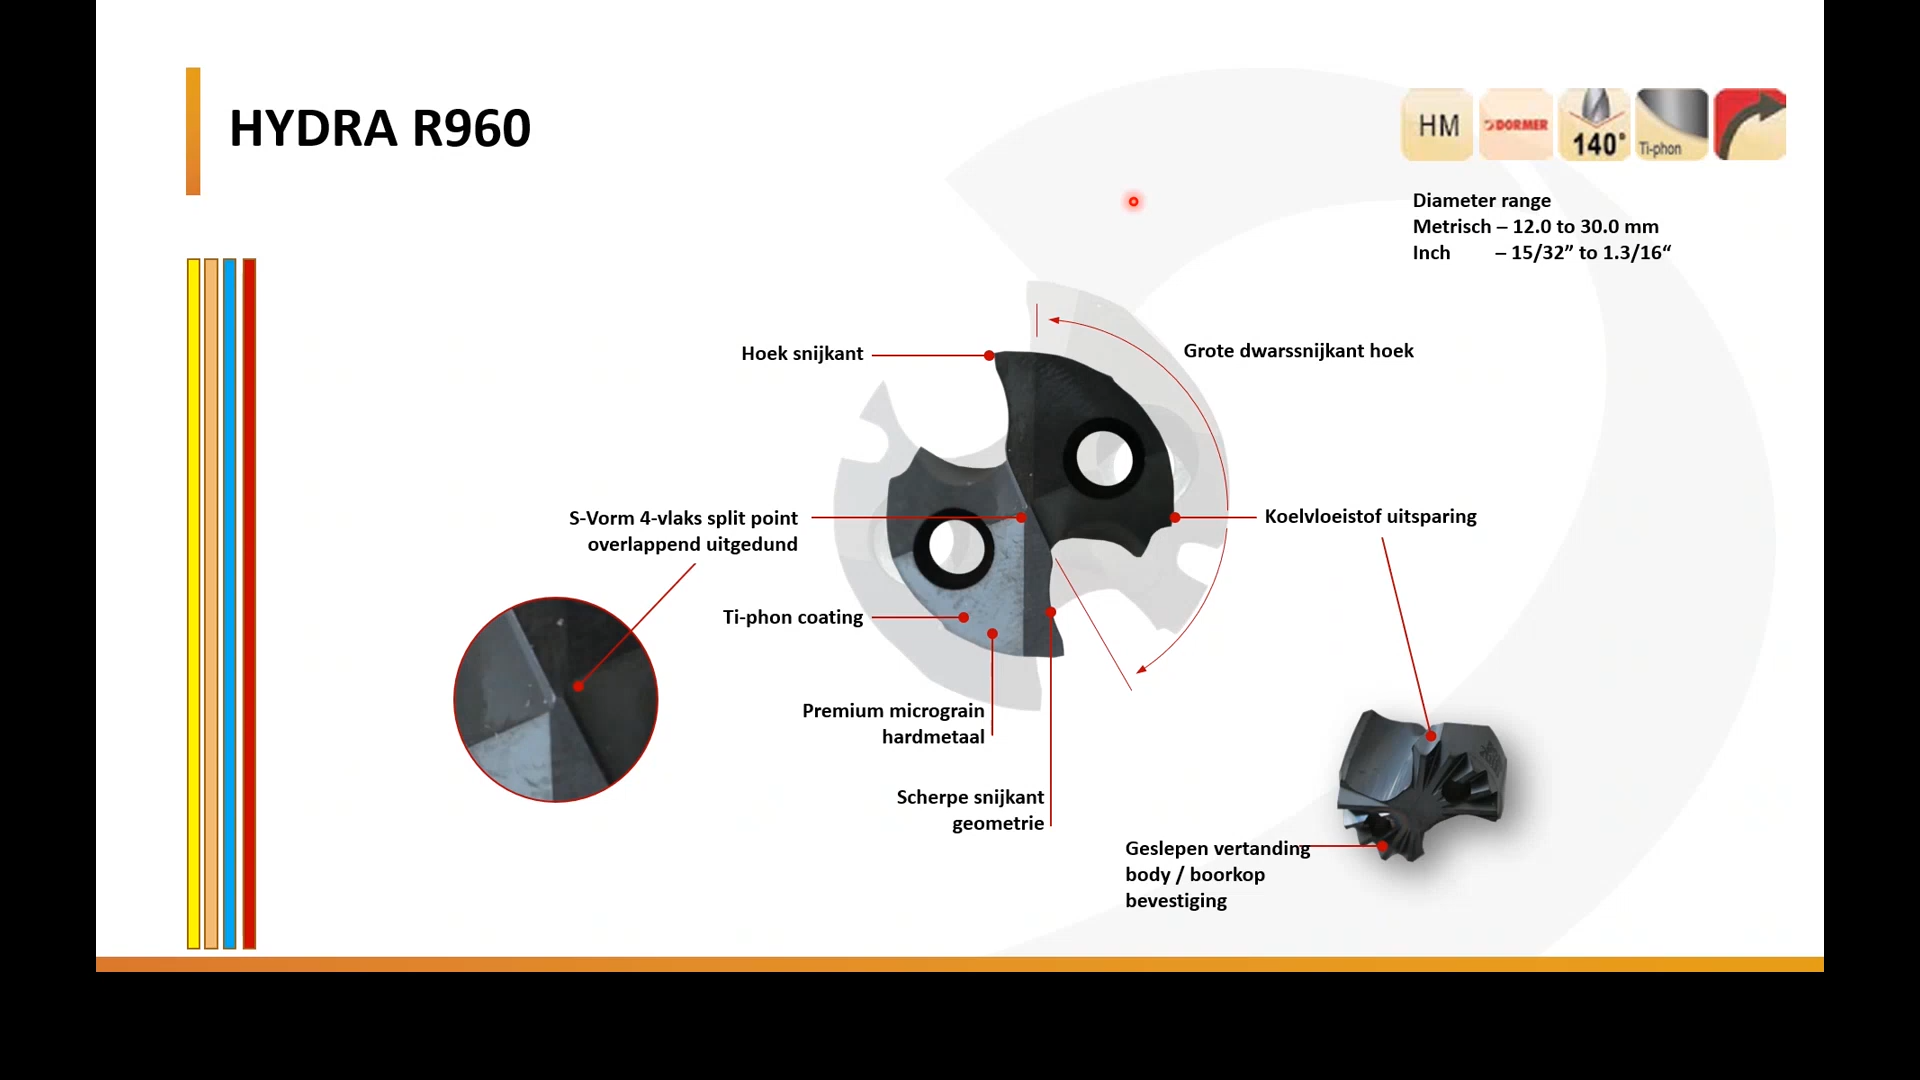 HYDRA R960
HM
DORMER
140°
Ti-phon
Diameter range
Metrisch – 12.0 to 30.0 mm
Inch – 15/32” to 1.3/16“
Hoek snijkant
Grote dwarssnijkant hoek
S-Vorm 4-vlaks split point
overlappend uitgedund
Koelvloeistof uitsparing
Ti-phon coating
Premium micrograin
hardmetaal
Scherpe snijkant
geometrie
Geslepen vertanding
body / boorkop
bevestiging